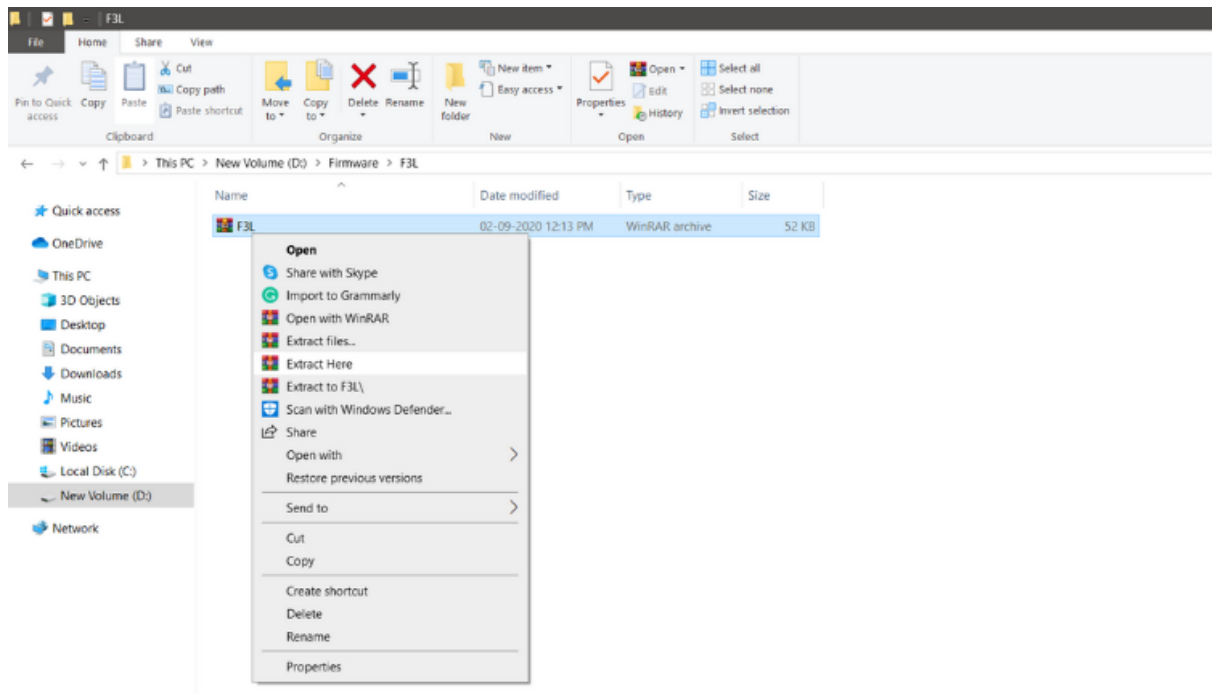 F3L
File Home Share View
Pin to Quick access
Copy
Paste
Cut
Copy path
Paste shortcut
Clipboard
Move to
Copy to
Delete
Rename
Organize
New folder
New item
Easy access
New
Properties
Open
Edit
History
Open
Select all
Select none
Invert selection
Select
This PC > New Volume (D:) > Firmware > F3L
Quick access
OneDrive
This PC
3D Objects
Desktop
Documents
Downloads
Music
Pictures
Videos
Local Disk (C:)
New Volume (D:)
Network
Name Date modified Type Size
F3L 02-09-2020 12:13 PM WinRAR archive 52 KB
Open
Share with Skype
Import to Grammarly
Open with WinRAR
Extract files...
Extract Here
Extract to F3L\
Scan with Windows Defender...
Share
Open with
Restore previous versions
Send to
Cut
Copy
Create shortcut
Delete
Rename
Properties